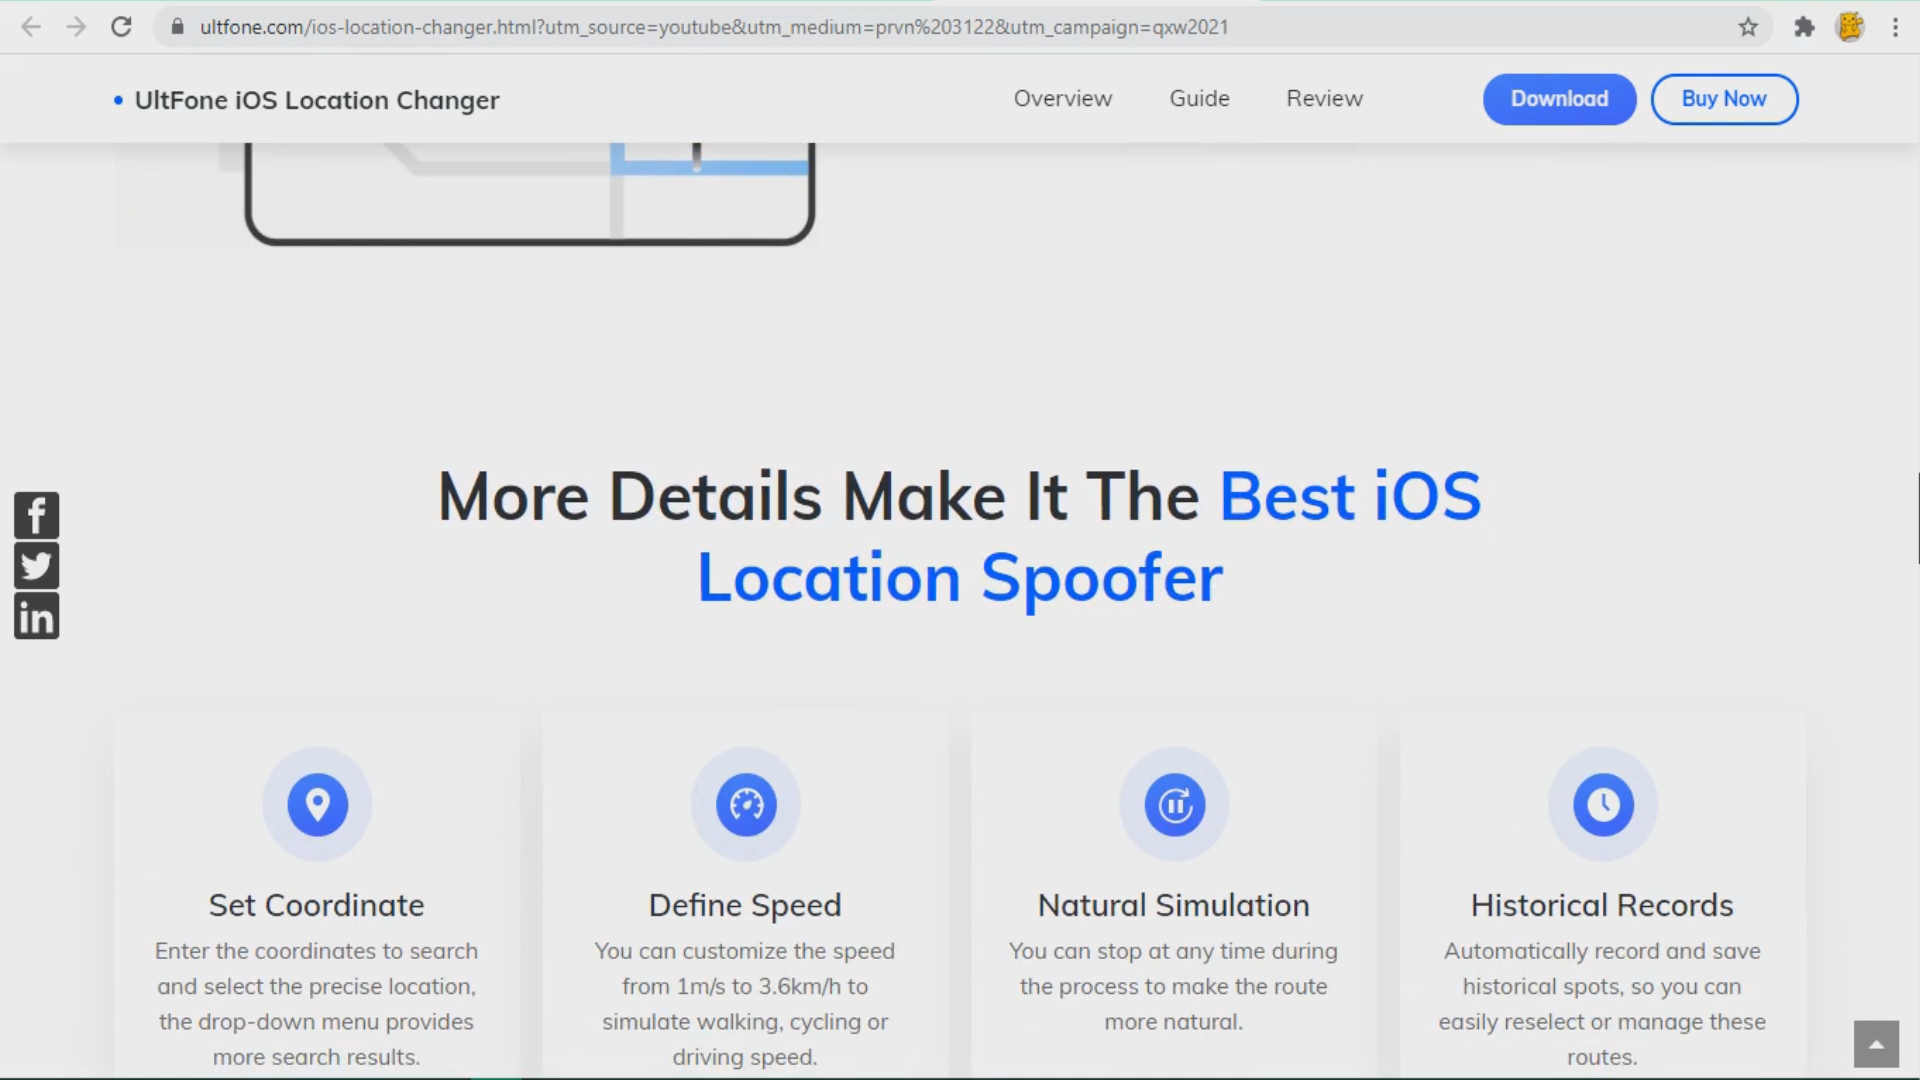 ultfone.com/ios-location-changer.html?utm_source=youtube&utm_medium=prvn%203122&utm_campaign=qxw2021
UltFone iOS Location Changer
Overview
Guide
Review
Download
Buy Now
More Details Make It The Best iOS
Location Spoofer
Set Coordinate
Enter the coordinates to search
and select the precise location,
the drop-down menu provides
more search results.
Define Speed
You can customize the speed
from 1m/s to 3.6km/h to
simulate walking, cycling or
driving speed.
Natural Simulation
You can stop at any time during
the process to make the route
more natural.
Historical Records
Automatically record and save
historical spots, so you can
easily reselect or manage these
routes.